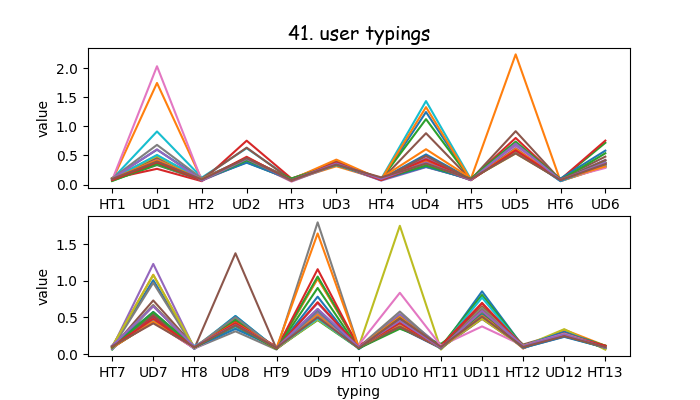 41. user typings
value
2.0
1.5
1.0
0.5
0.0
HT1 UD1 HT2 UD2 HT3 UD3 HT4 UD4 HT5 UD5 HT6 UD6
value
1.5
1.0
0.5
0.0
HT7 UD7 HT8 UD8 HT9 UD9 HT10 UD10 HT11 UD11 HT12 UD12 HT13
typing